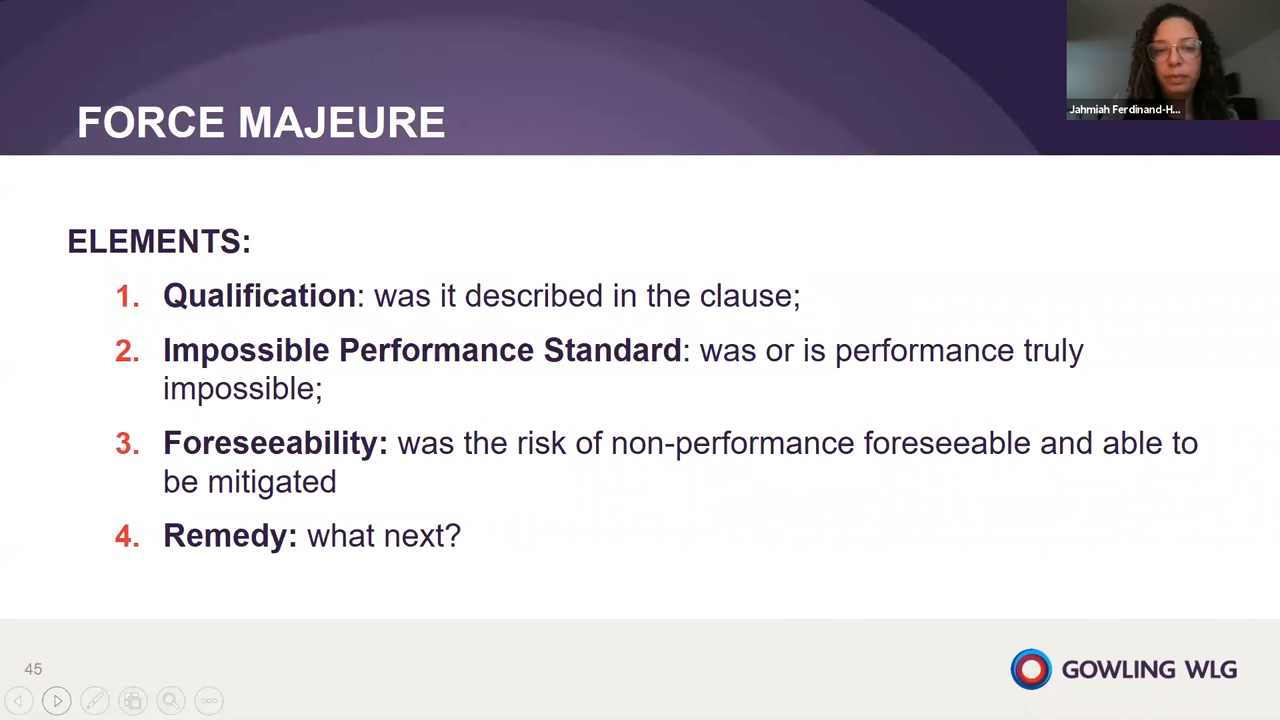 Jahmiah Ferdinand-H...
FORCE MAJEURE
ELEMENTS:
1. Qualification: was it described in the clause;
2. Impossible Performance Standard: was or is performance truly
impossible;
3. Foreseeability: was the risk of non-performance foreseeable and able to
be mitigated
4. Remedy: what next?
45
GOWLING WLG